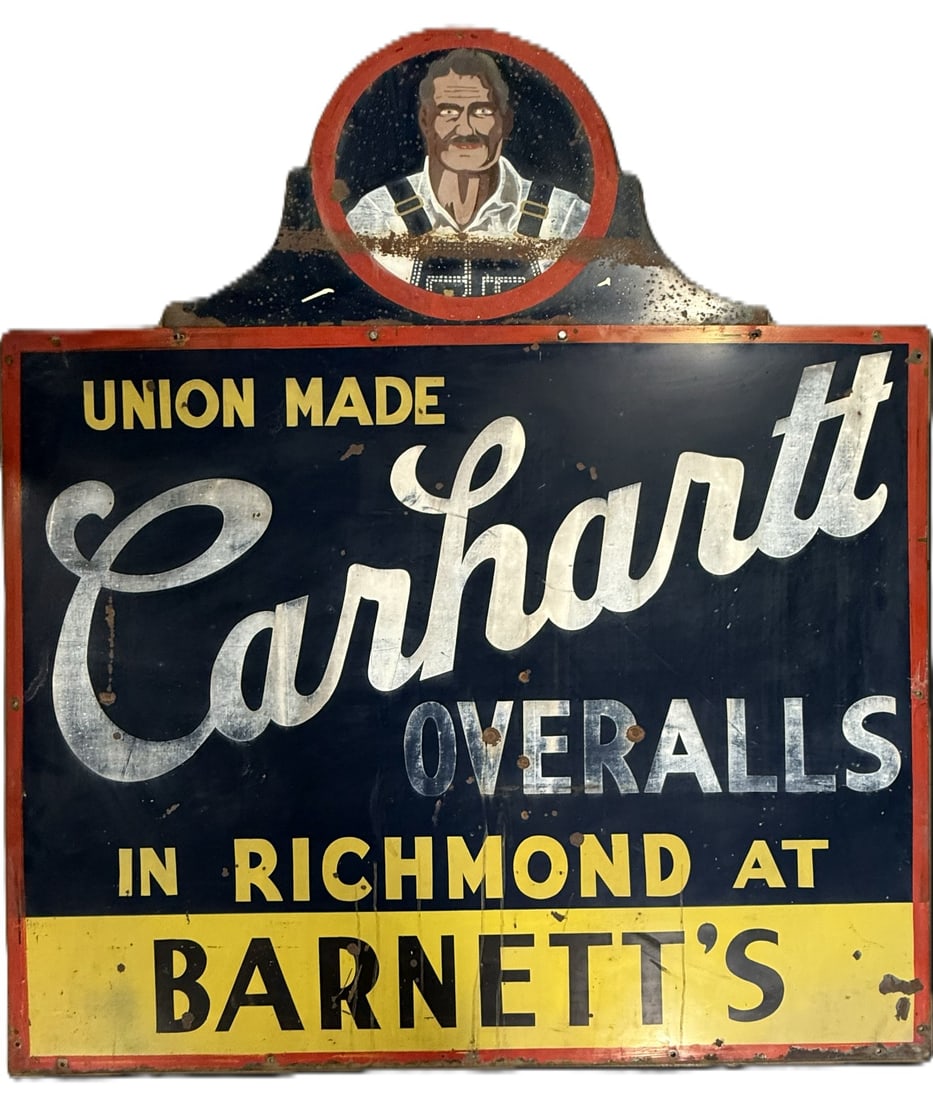 UNION MADE
Carhartt
OVERALLS
IN RICHMOND AT
BARNETT'S